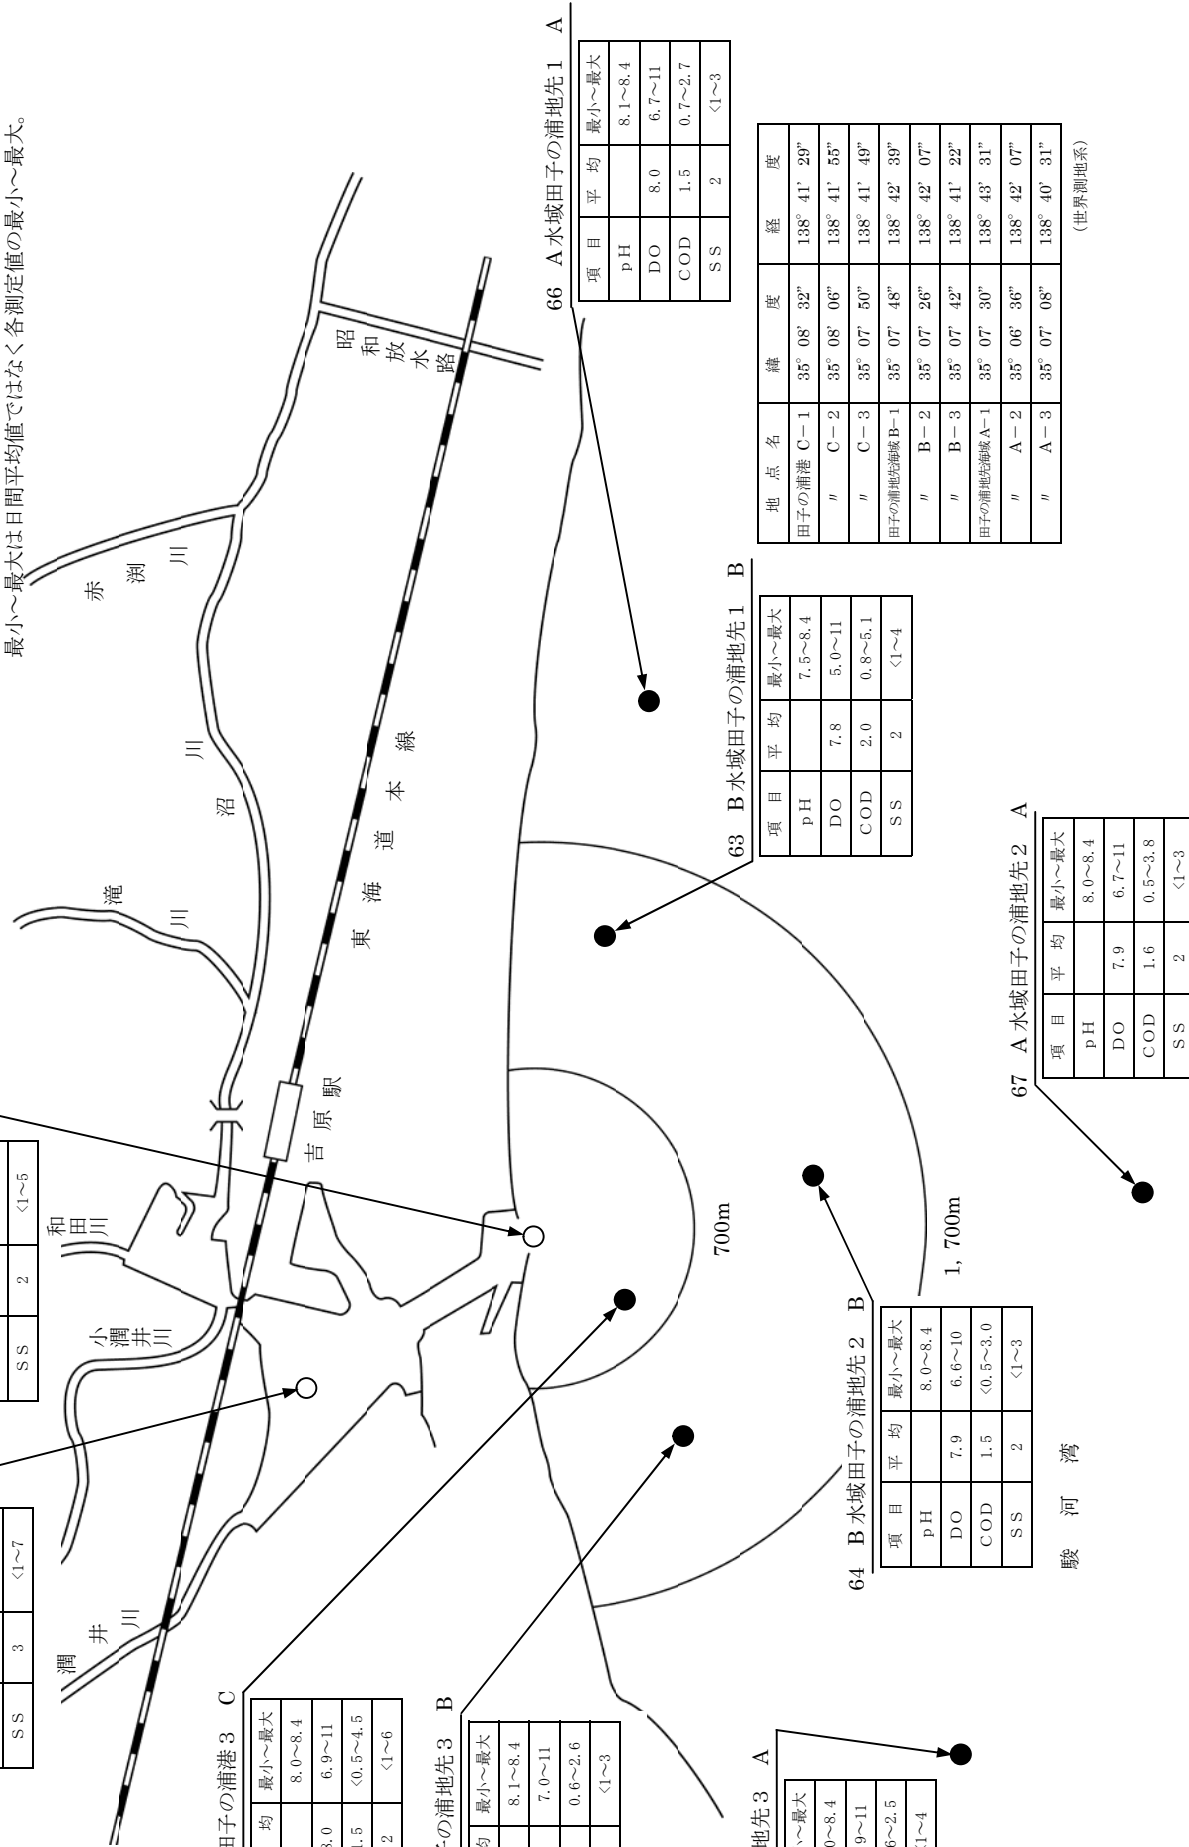 最小～最大は日間平均値ではなく各測定値の最小～最大。
66 A水域田子の浦地先1 A
項 目 平 均 最小～最大
pH 8.1～8.4
DO 8.0 6.7～11
COD 1.5 0.7～2.7
SS 2 <1～3
地 点 名 緯 度 経 度
田子の浦港 C－1 35° 08’ 32” 138° 41’ 29”
〃 C－2 35° 08’ 06” 138° 41’ 55”
〃 C－3 35° 07’ 50” 138° 41’ 49”
田子の浦地先海域 B－1 35° 07’ 48” 138° 42’ 39”
〃 B－2 35° 07’ 26” 138° 42’ 07”
〃 B－3 35° 07’ 42” 138° 41’ 22”
田子の浦地先海域 A－1 35° 07’ 30” 138° 43’ 31”
〃 A－2 35° 06’ 36” 138° 42’ 07”
〃 A－3 35° 07’ 08” 138° 40’ 31”
(世界測地系)
63 B水域田子の浦地先1 B
項 目 平 均 最小～最大
pH 7.5～8.4
DO 7.8 5.0～11
COD 2.0 0.8～5.1
SS 2 <1～4
67 A水域田子の浦地先2 A
項 目 平 均 最小～最大
pH 8.0～8.4
DO 7.9 6.7～11
COD 1.6 0.5～3.8
SS 2 <1～3
64 B水域田子の浦地先2 B
項 目 平 均 最小～最大
pH 8.0～8.4
DO 7.9 6.6～10
COD 1.5 <0.5～3.0
SS 2 <1～3
SS 2 <1～5
SS 3 <1～7
田子の浦港3 C
均 最小～最大
8.0～8.4
8.0 6.9～11
1.5 <0.5～4.5
2 <1～6
の浦地先3 B
均 最小～最大
8.1～8.4
7.0～11
0.6～2.6
<1～3
地先3 A
～最大
0～8.4
9～11
6～2.5
<1～4
昭和放水路
赤渕川
沼川
滝川
東海道本線
吉原駅
和田川
小潤井川
潤井川
700m
1,700m
駿河湾